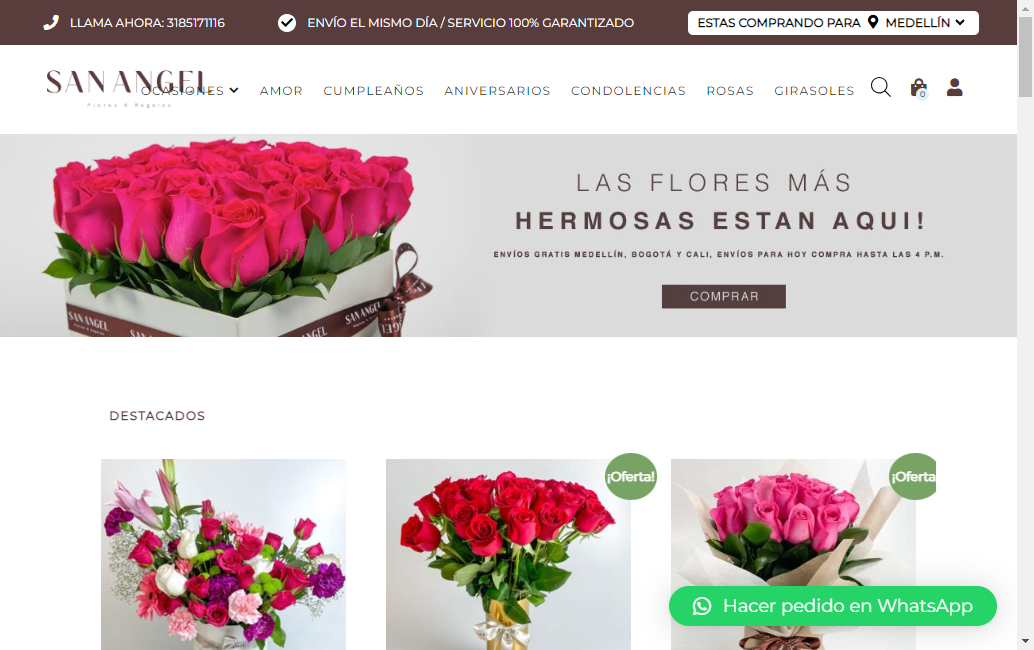 LLAMA AHORA: 3185171116
ENVÍO EL MISMO DÍA / SERVICIO 100% GARANTIZADO
ESTAS COMPRANDO PARA MEDELLÍN
SAN ANGEL
Flores & Regalos
OCASIONES
AMOR
CUMPLEAÑOS
ANIVERSARIOS
CONDOLENCIAS
ROSAS
GIRASOLES
0
LAS FLORES MÁS
HERMOSAS ESTAN AQUI!
ENVÍOS GRATIS MEDELLÍN, BOGOTÁ Y CALI, ENVÍOS PARA HOY COMPRA HASTA LAS 4 P.M.
COMPRAR
SAN ANGEL
SAN ANGEL
SAN ANGEL
DESTACADOS
¡Oferta!
¡Oferta
Hacer pedido en WhatsApp